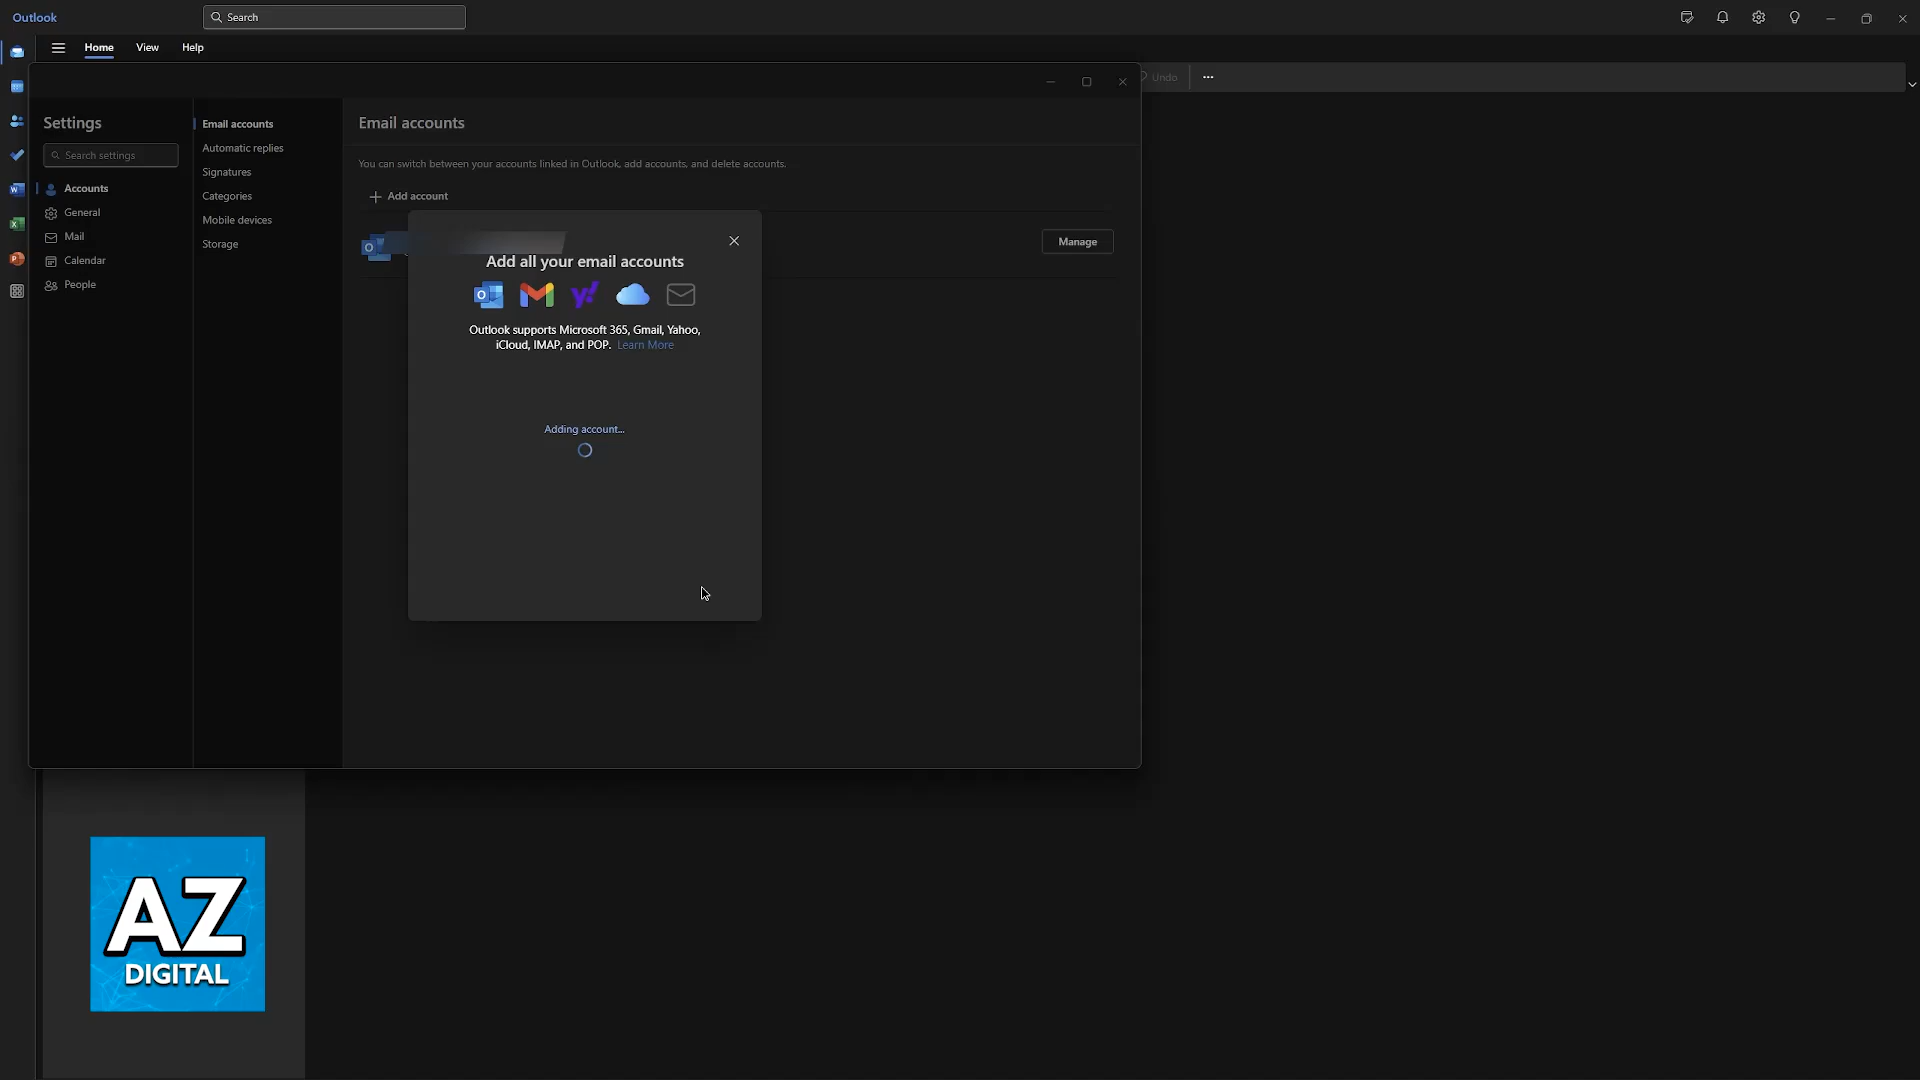 Outlook
Search
Home
View
Help
Undo
Settings
Search settings
Accounts
General
Mail
Calendar
People
Email accounts
Automatic replies
Signatures
Categories
Mobile devices
Storage
Email accounts
You can switch between your accounts linked in Outlook, add accounts, and delete accounts.
Add account
Manage
Add all your email accounts
Outlook supports Microsoft 365, Gmail, Yahoo,
iCloud, IMAP, and POP. Learn More
Adding account...
AZ
DIGITAL